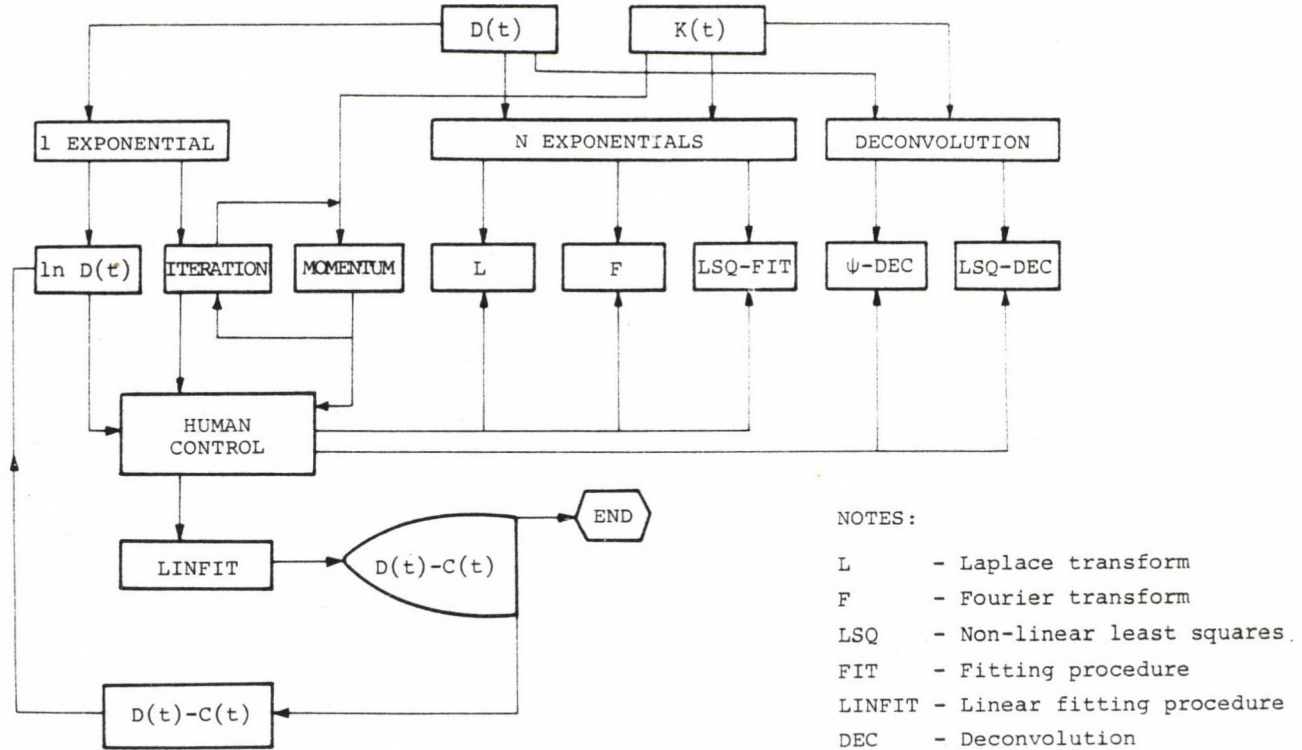 D(t)
K(t)
1 EXPONENTIAL
N EXPONENTIALS
DECONVOLUTION
ln D(t)
ITERATION
MOMENTUM
L
F
LSQ-FIT
ψ-DEC
LSQ-DEC
HUMAN
CONTROL
LINFIT
D(t)-C(t)
END
D(t)-C(t)
NOTES:
L - Laplace transform
F - Fourier transform
LSQ - Non-linear least squares
FIT - Fitting procedure
LINFIT - Linear fitting procedure
DEC - Deconvolution